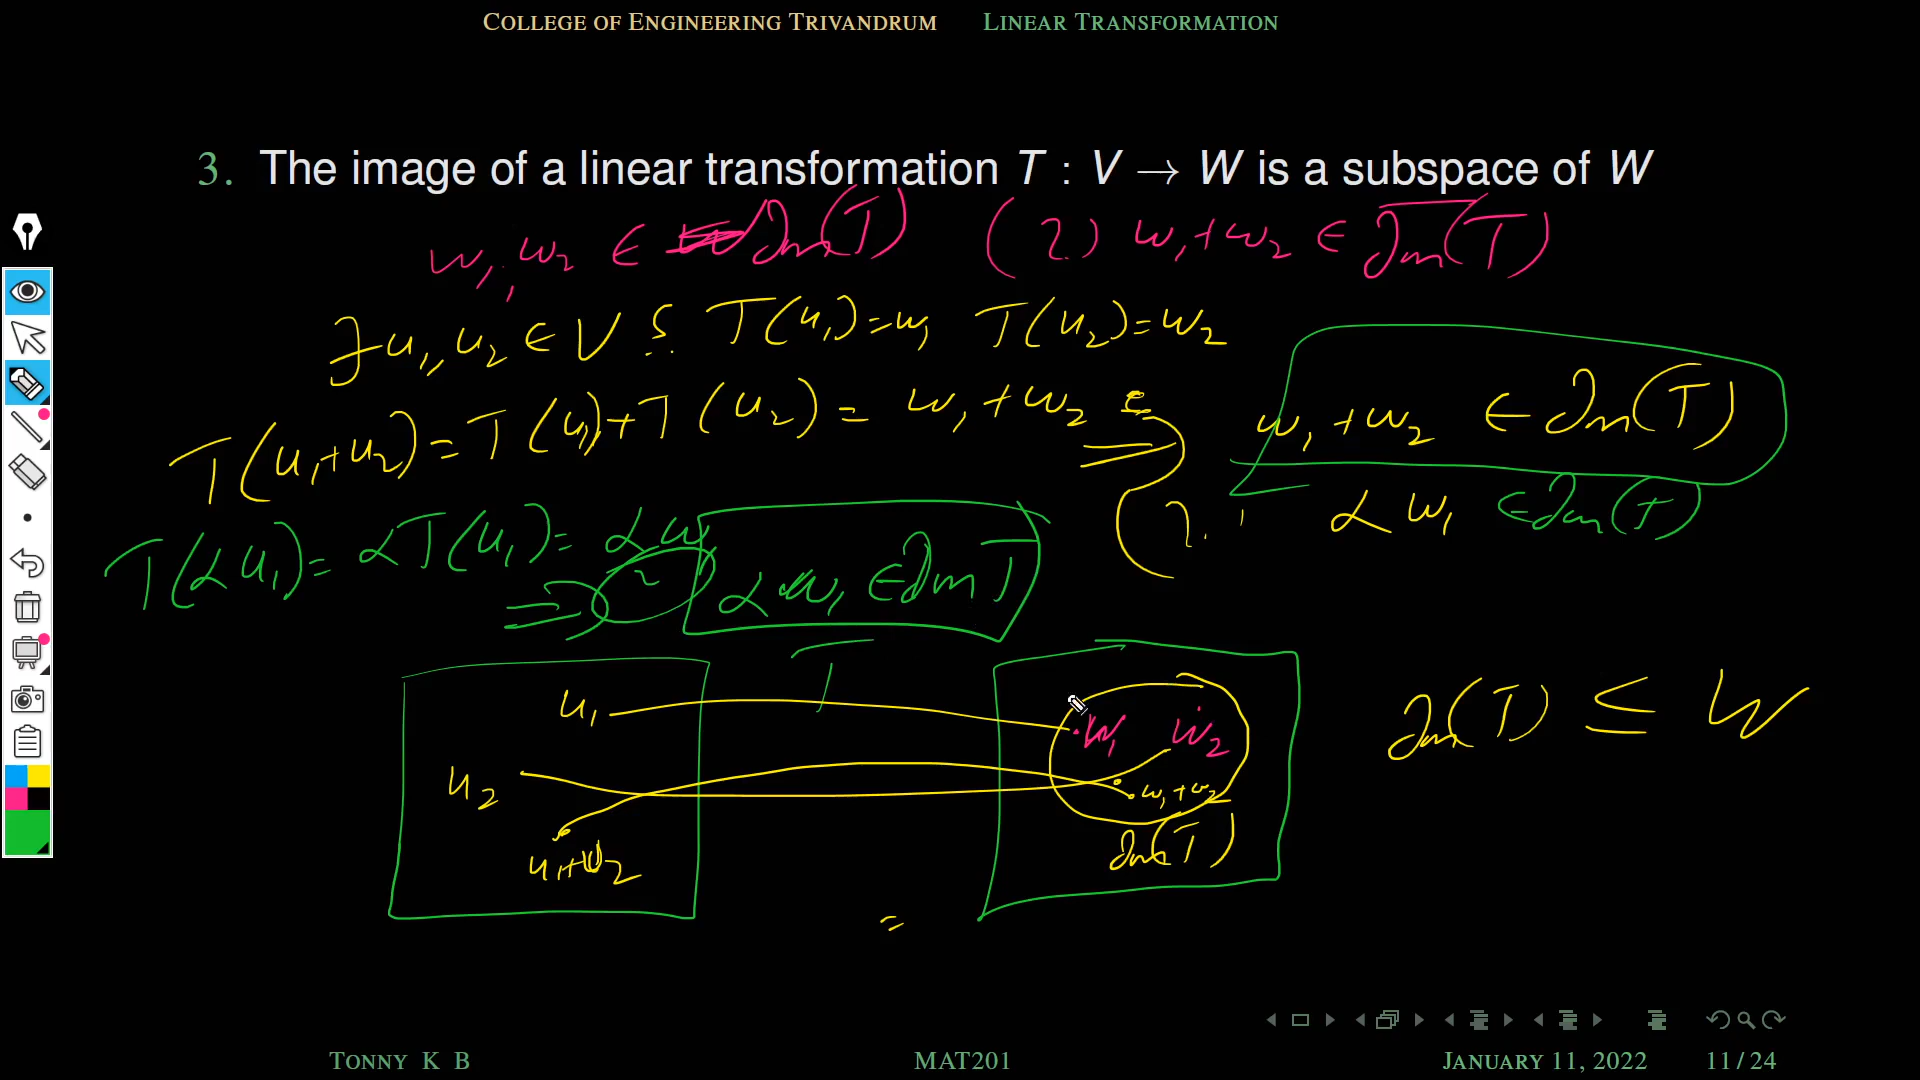 COLLEGE OF ENGINEERING TRIVANDRUM LINEAR TRANSFORMATION
3. The image of a linear transformation T : V → W is a subspace of W
w₁, w₂ ∈ Im(T) (?) w₁+w₂ ∈ Im(T)
∃ u₁, u₂ ∈ V s.t. T(u₁)=w₁ T(u₂)=w₂
T(u₁+u₂) = T(u₁)+T(u₂) = w₁+w₂ ⇒ w₁+w₂ ∈ Im(T)
(?) αw₁ ∈ Im(T)
T(αu₁) = αT(u₁) = αw₁
⇒ αw₁ ∈ Im T
T
u₁ w₁ w₂
u₂ w₁+w₂
u₁+u₂ Im(T)
Im(T) ≤ W
=
TONNY K B MAT201 JANUARY 11, 2022 11 / 24